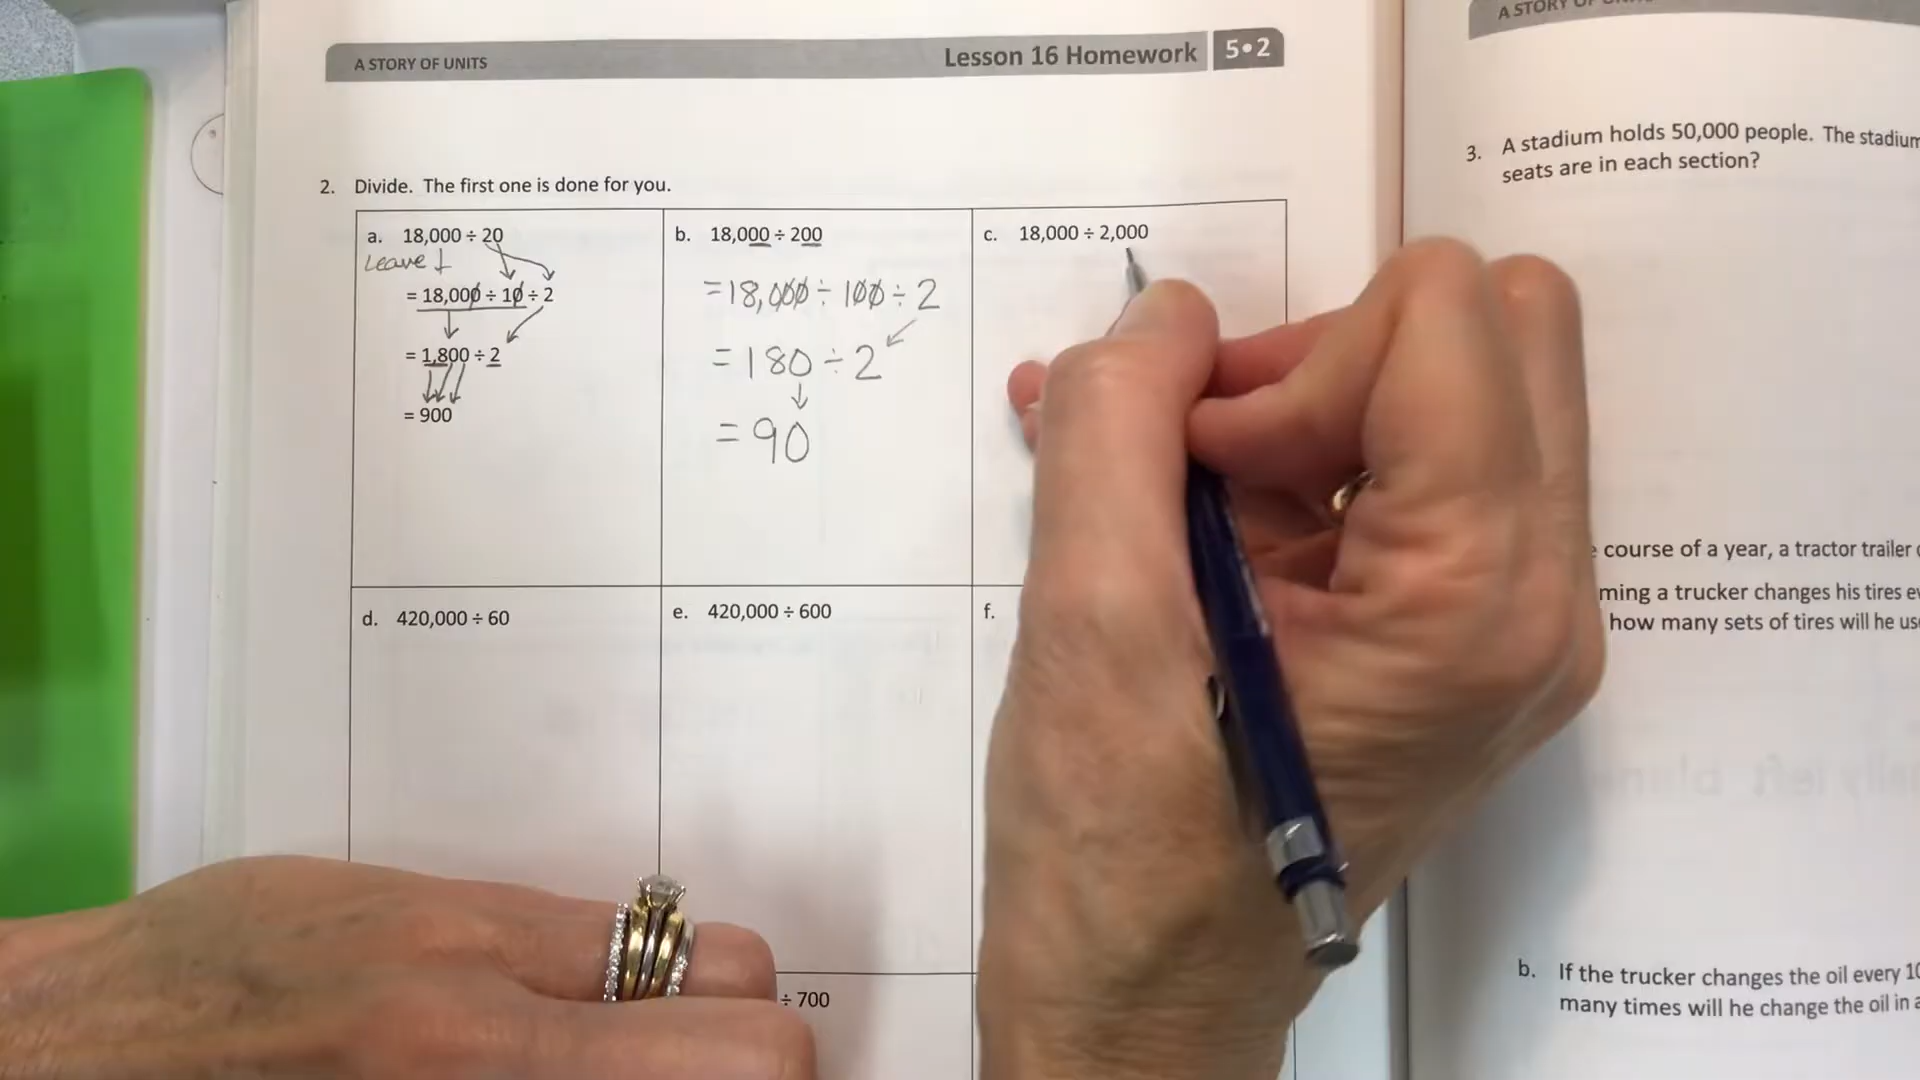 A STORY OF UNITS
Lesson 16 Homework 5•2
2. Divide. The first one is done for you.
a. 18,000 ÷ 20
Leave ↓
= 18,000 ÷ 10 ÷ 2
= 1,800 ÷ 2
= 900
b. 18,000 ÷ 200
= 18,000 ÷ 100 ÷ 2
= 180 ÷ 2
= 90
c. 18,000 ÷ 2,000
d. 420,000 ÷ 60
e. 420,000 ÷ 600
f.
÷ 700
A STORY OF
3. A stadium holds 50,000 people. The stadium
seats are in each section?
course of a year, a tractor trailer
ming a trucker changes his tires
how many sets of tires will he
b. If the trucker changes the oil every
many times will he change the oil in